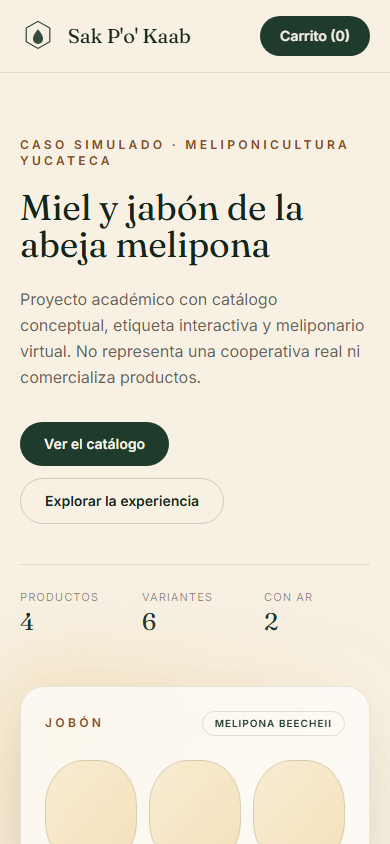 Sak P'o' Kaab
Carrito (0)
CASO SIMULADO · MELIPONICULTURA
YUCATECA
Miel y jabón de la
abeja melipona
Proyecto académico con catálogo
conceptual, etiqueta interactiva y meliponario
virtual. No representa una cooperativa real ni
comercializa productos.
Ver el catálogo
Explorar la experiencia
PRODUCTOS
VARIANTES
CON AR
4
6
2
JOBÓN
MELIPONA BEECHEII